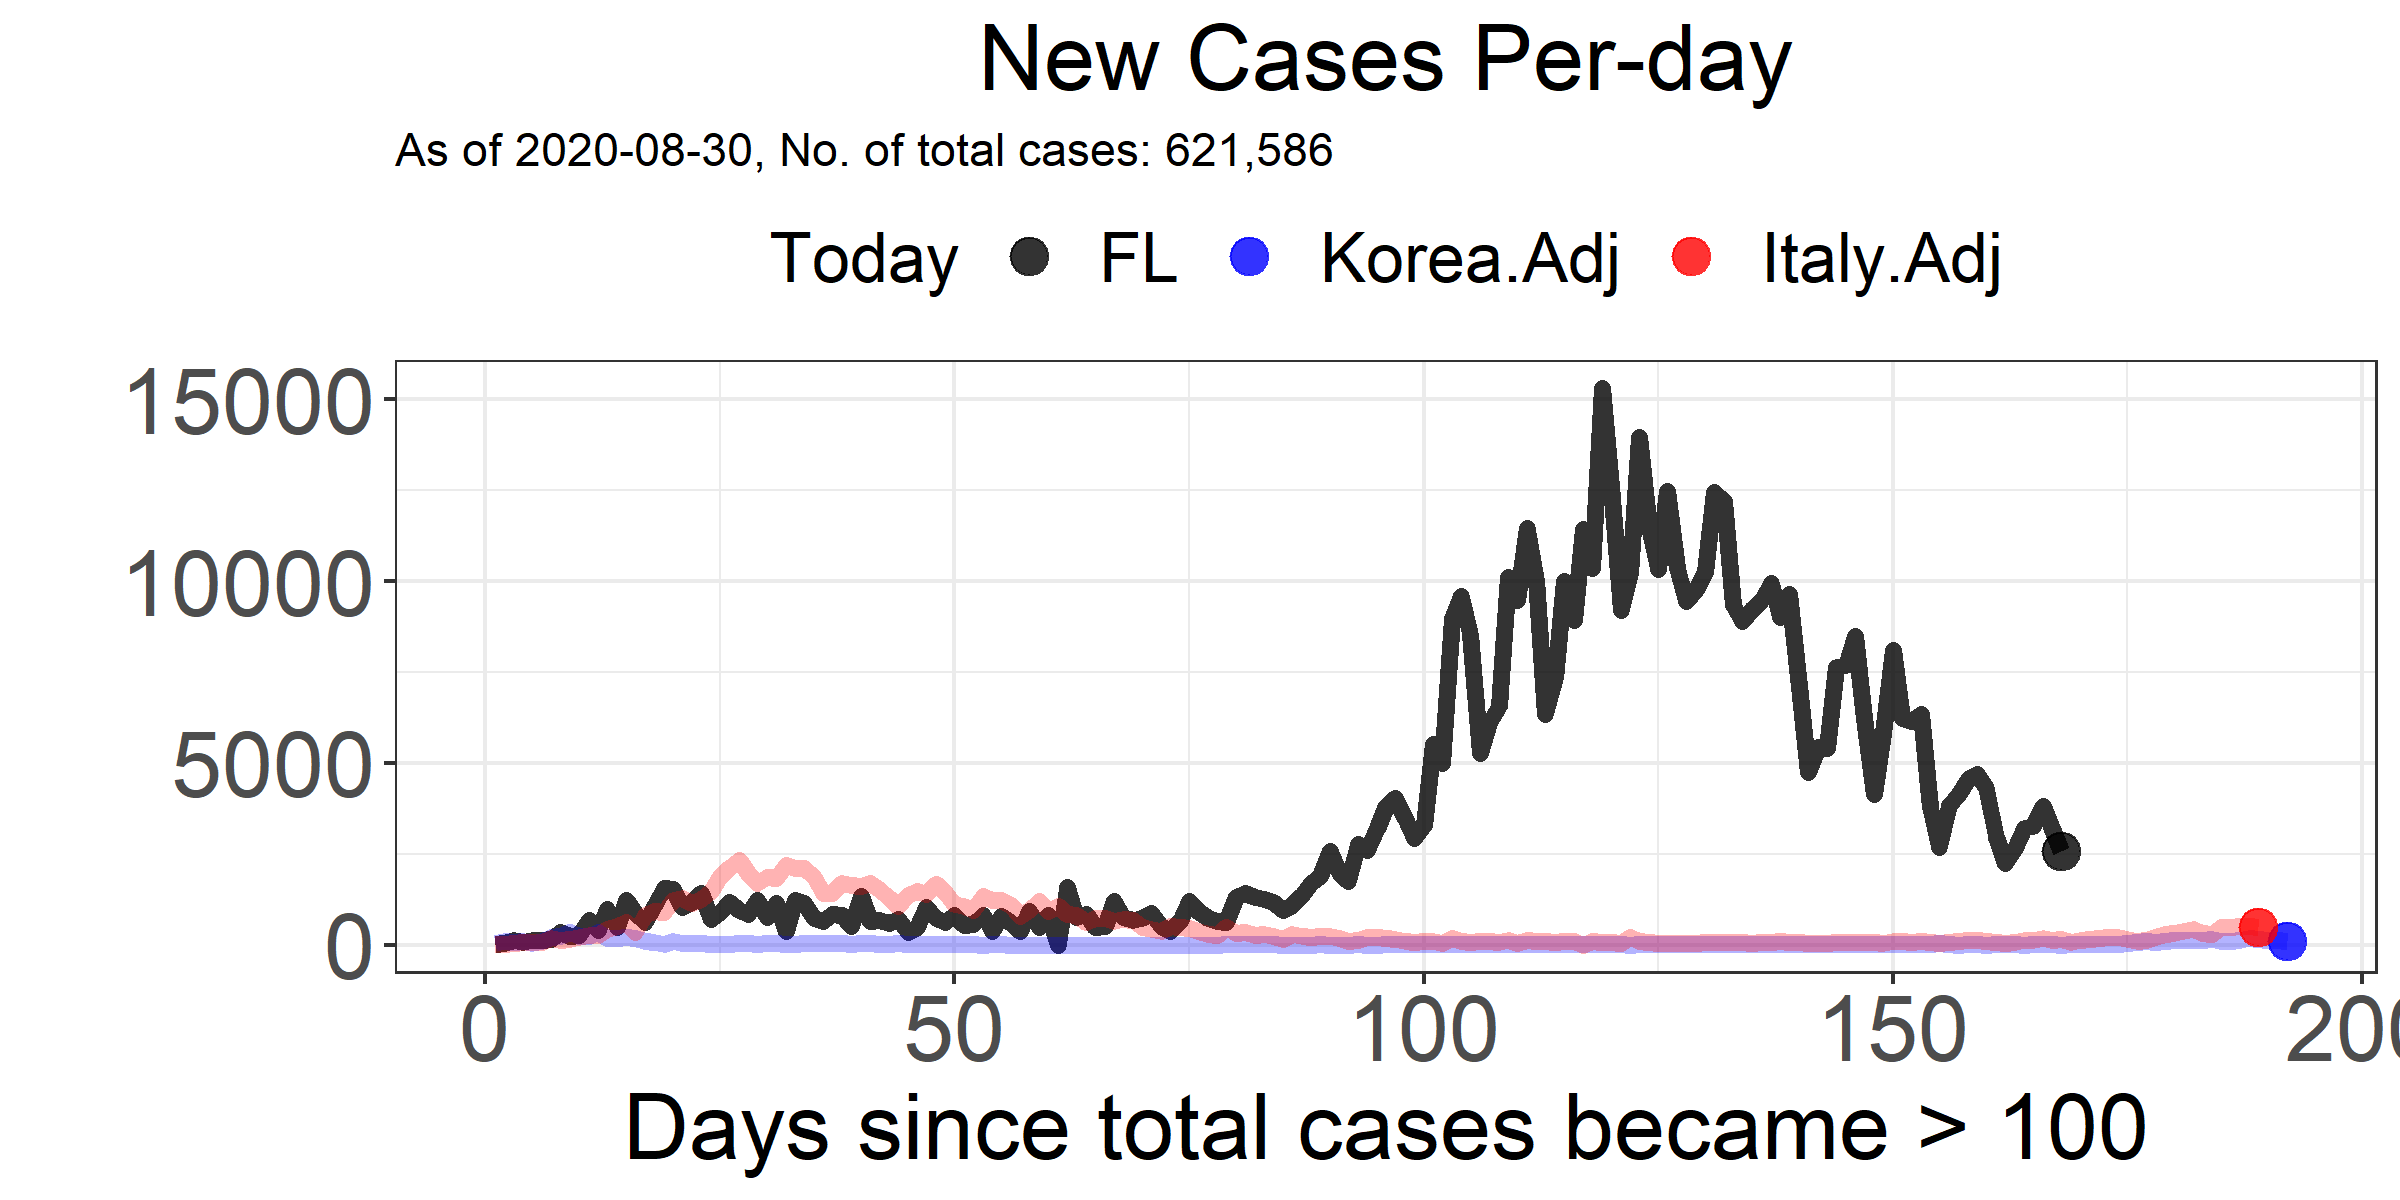 New Cases Per-day
As of 2020-08-30, No. of total cases: 621,586
Today FL Korea.Adj Italy.Adj
15000
10000
5000
0
0 50 100 150 200
Days since total cases became > 100